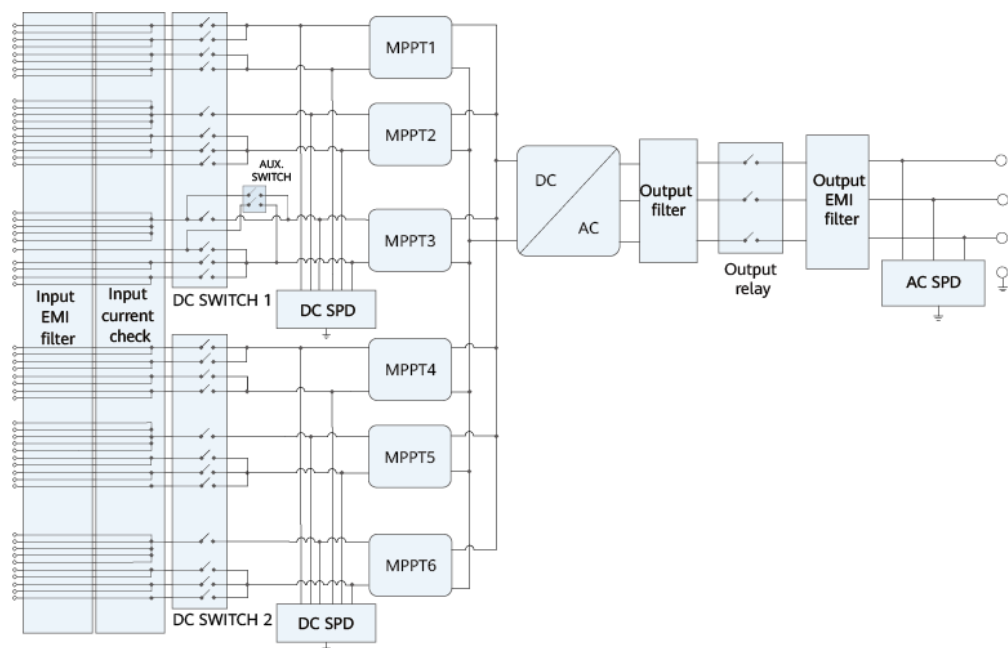 MPPT1
MPPT2
AUX.
SWITCH
MPPT3
DC
AC
Output
filter
Output
relay
Output
EMI
filter
AC SPD
Input
EMI
filter
Input
current
check
DC SWITCH 1
DC SPD
MPPT4
MPPT5
MPPT6
DC SWITCH 2
DC SPD